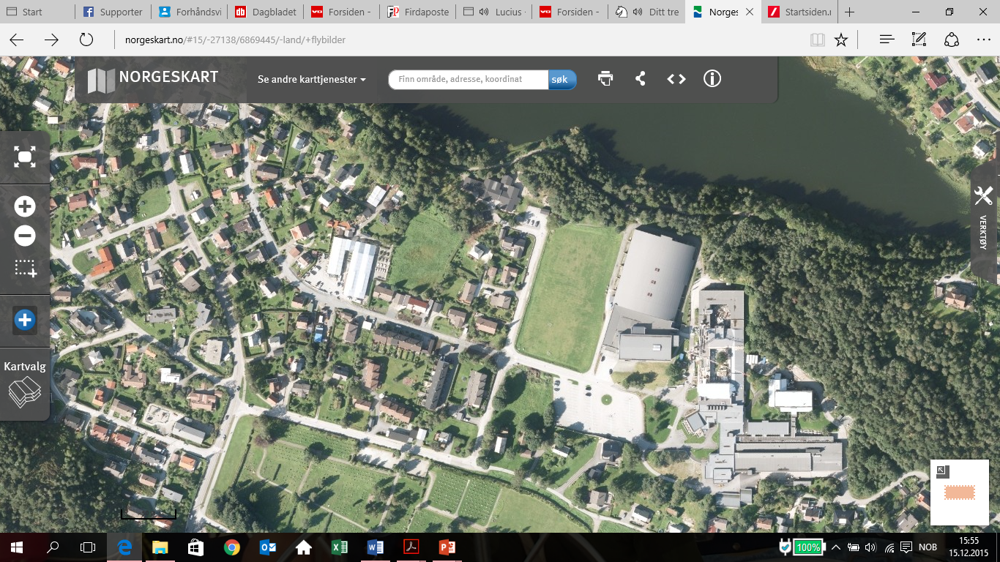 Start
Supporter
Forhåndsvi
Dagbladet
Forsiden -
Firdaposte
Lucius
Forsiden -
Ditt tre
Norges
Startsiden.
norgeskart.no/#15/-27138/6869445/-land/+flybilder
NORGESKART
Se andre karttjenester
Finn område, adresse, koordinat
søk
VERKTØY
Kartvalg
100%
NOB
15:55
15.12.2015